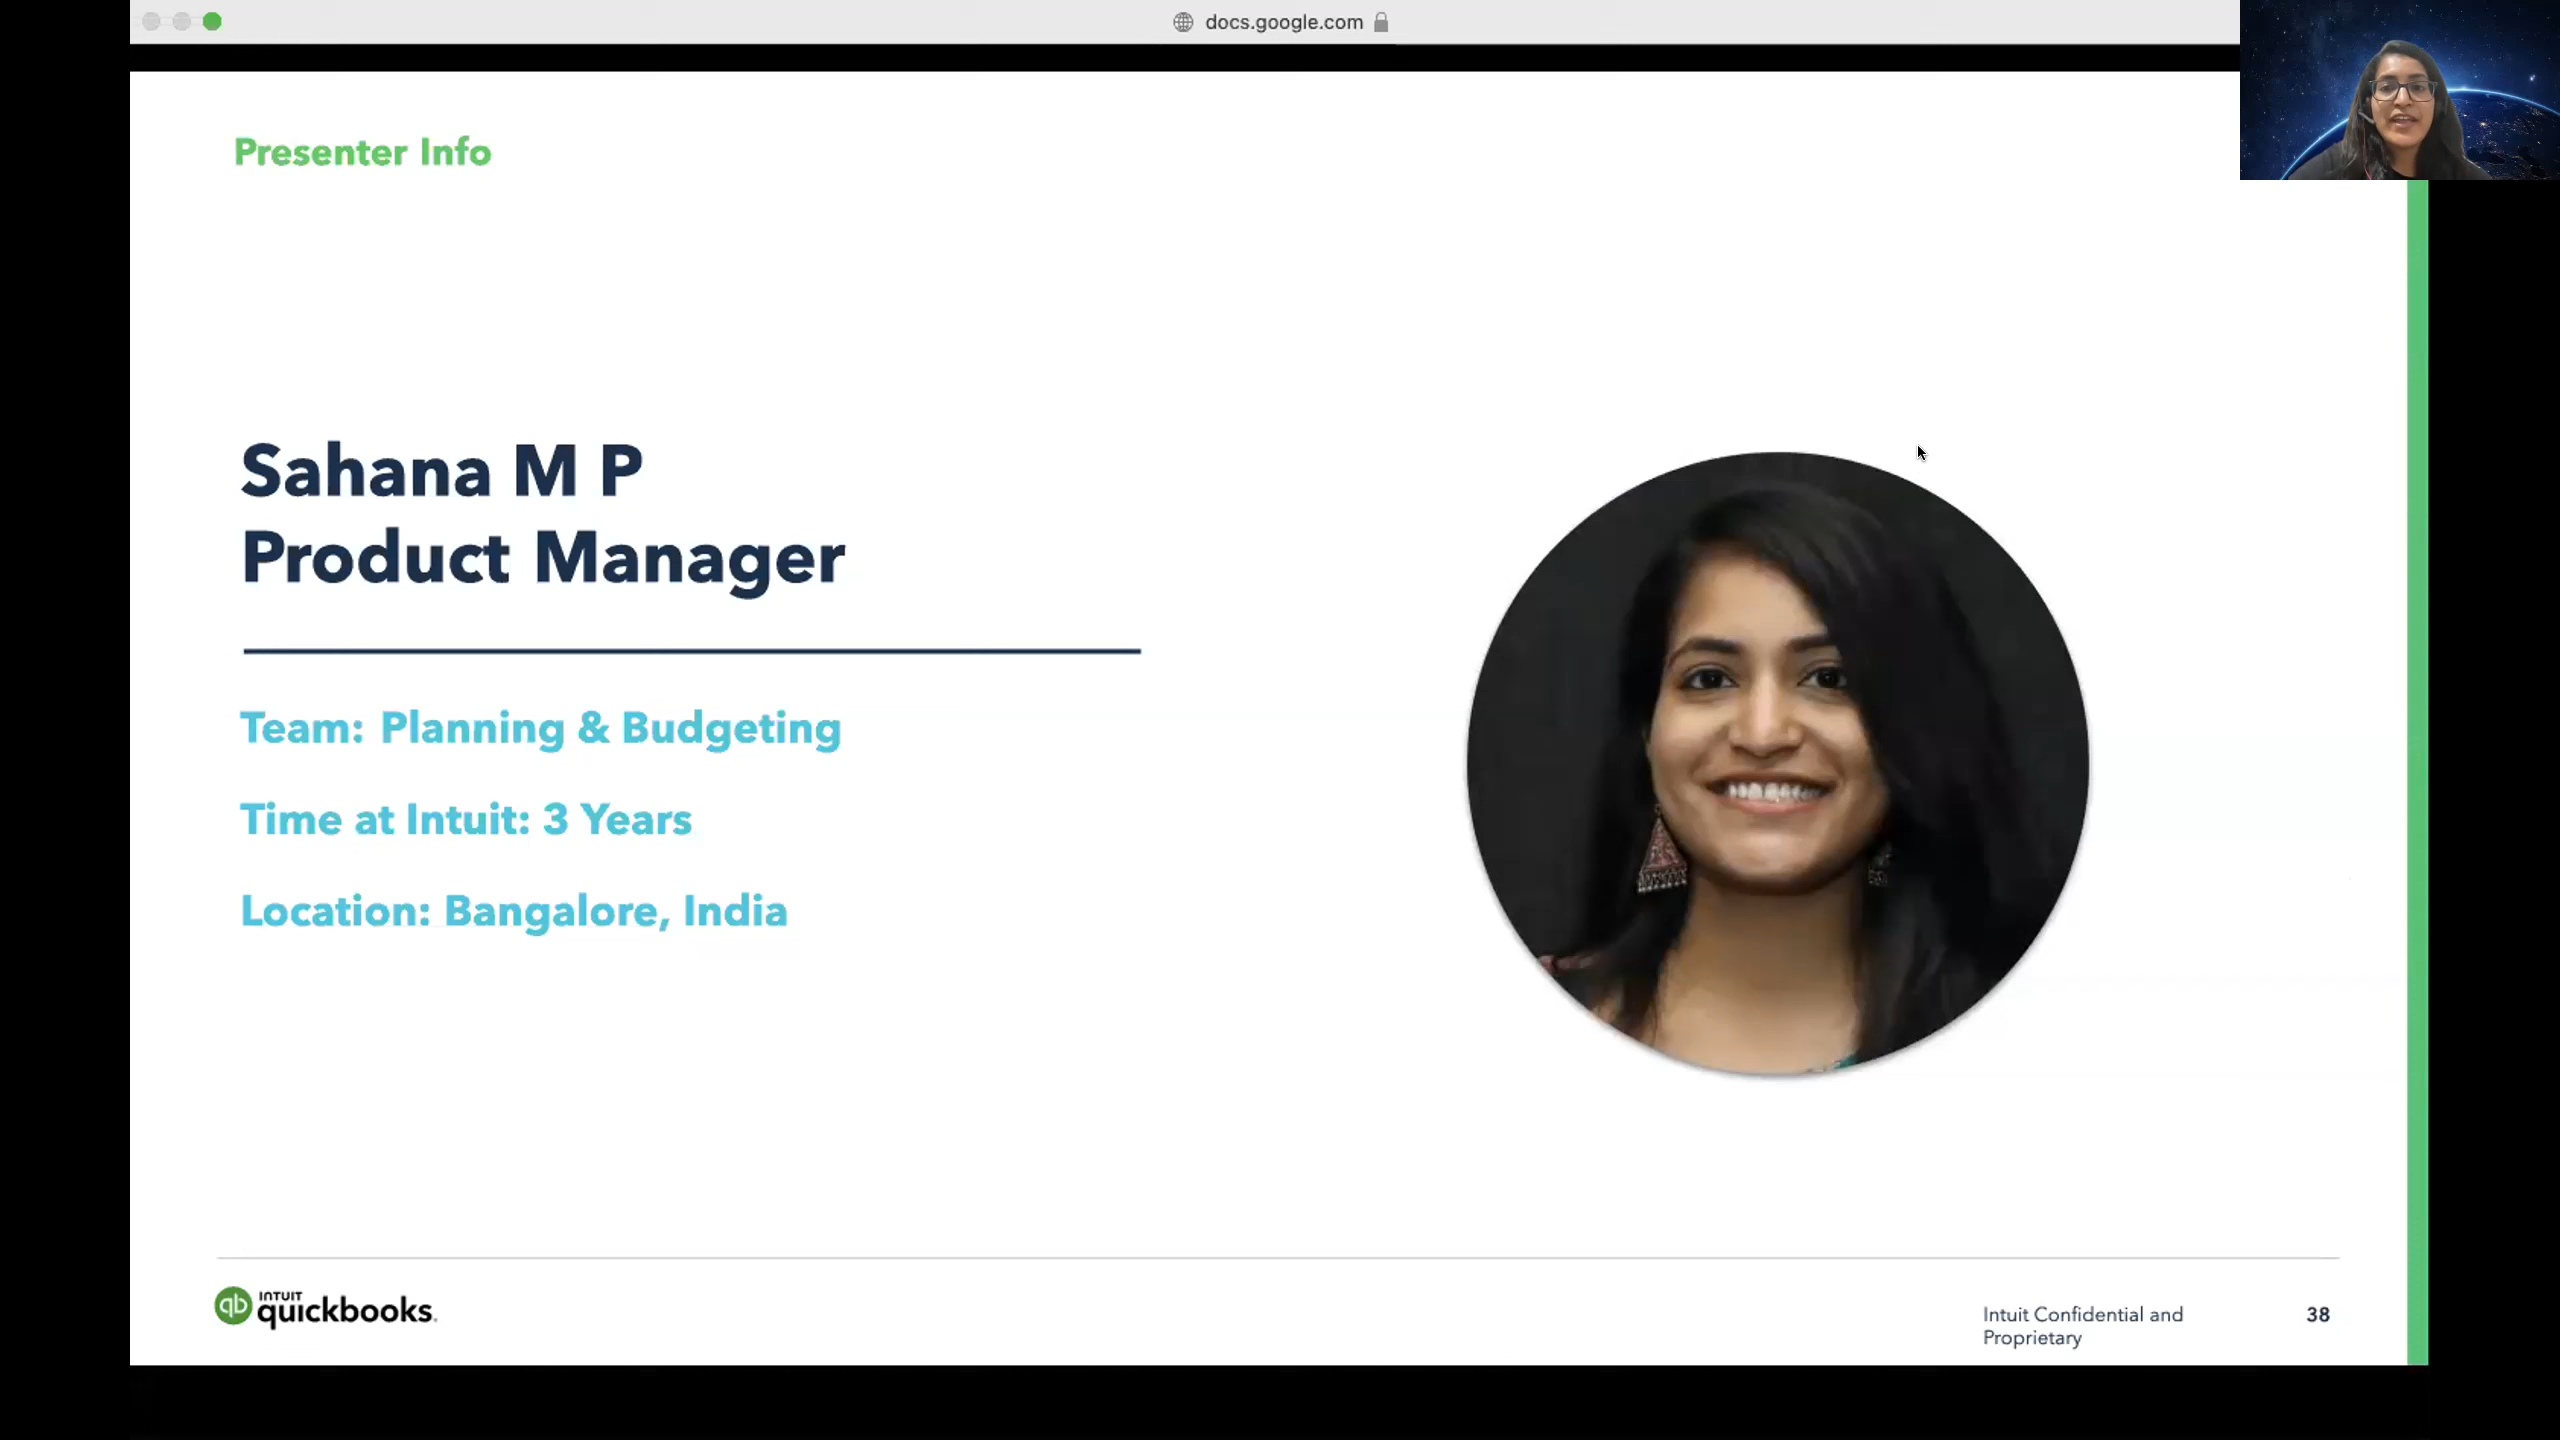 docs.google.com
Presenter Info
Sahana M P
Product Manager
Team: Planning & Budgeting
Time at Intuit: 3 Years
Location: Bangalore, India
qb INTUIT
quickbooks.
Intuit Confidential and
Proprietary
38